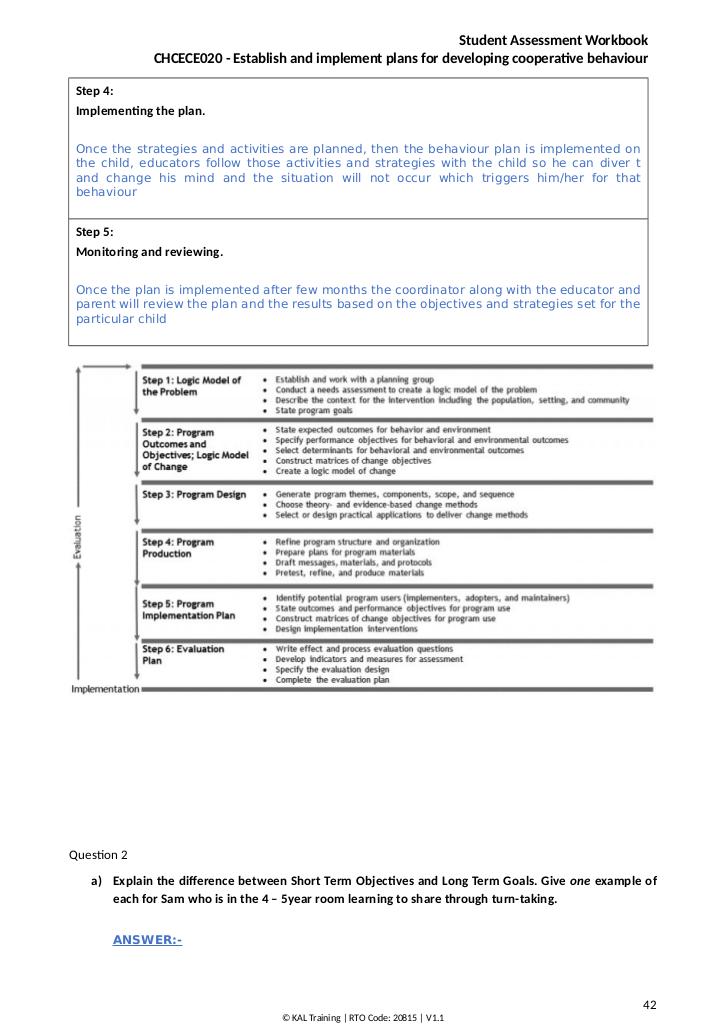 Student Assessment Workbook
CHCECE020 - Establish and implement plans for developing cooperative behaviour
Step 4:
Implementing the plan.
Once the strategies and activities are planned, then the behaviour plan is implemented on
the child, educators follow those activities and strategies with the child so he can diver t
and change his mind and the situation will not occur which triggers him/her for that
behaviour
Step 5:
Monitoring and reviewing.
Once the plan is implemented after few months the coordinator along with the educator and
parent will review the plan and the results based on the objectives and strategies set for the
particular child
Evaluation
Step 1: Logic Model of
the Problem
• Establish and work with a planning group
• Conduct a needs assessment to create a logic model of the problem
• Describe the context for the intervention including the population, setting, and community
• State program goals
Step 2: Program
Outcomes and
Objectives; Logic Model
of Change
• State expected outcomes for behavior and environment
• Specify performance objectives for behavioral and environmental outcomes
• Select determinants for behavioral and environmental outcomes
• Construct matrices of change objectives
• Create a logic model of change
Step 3: Program Design
• Generate program themes, components, scope, and sequence
• Choose theory- and evidence-based change methods
• Select or design practical applications to deliver change methods
Step 4: Program
Production
• Refine program structure and organization
• Prepare plans for program materials
• Draft messages, materials, and protocols
• Pretest, refine, and produce materials
Step 5: Program
Implementation Plan
• Identify potential program users (implementers, adopters, and maintainers)
• State outcomes and performance objectives for program use
• Construct matrices of change objectives for program use
• Design implementation interventions
Step 6: Evaluation
Plan
• Write effect and process evaluation questions
• Develop indicators and measures for assessment
• Specify the evaluation design
• Complete the evaluation plan
Implementation
Question 2
a) Explain the difference between Short Term Objectives and Long Term Goals. Give one example of
each for Sam who is in the 4 – 5year room learning to share through turn-taking.
ANSWER:-
42
© KAL Training | RTO Code: 20815 | V1.1